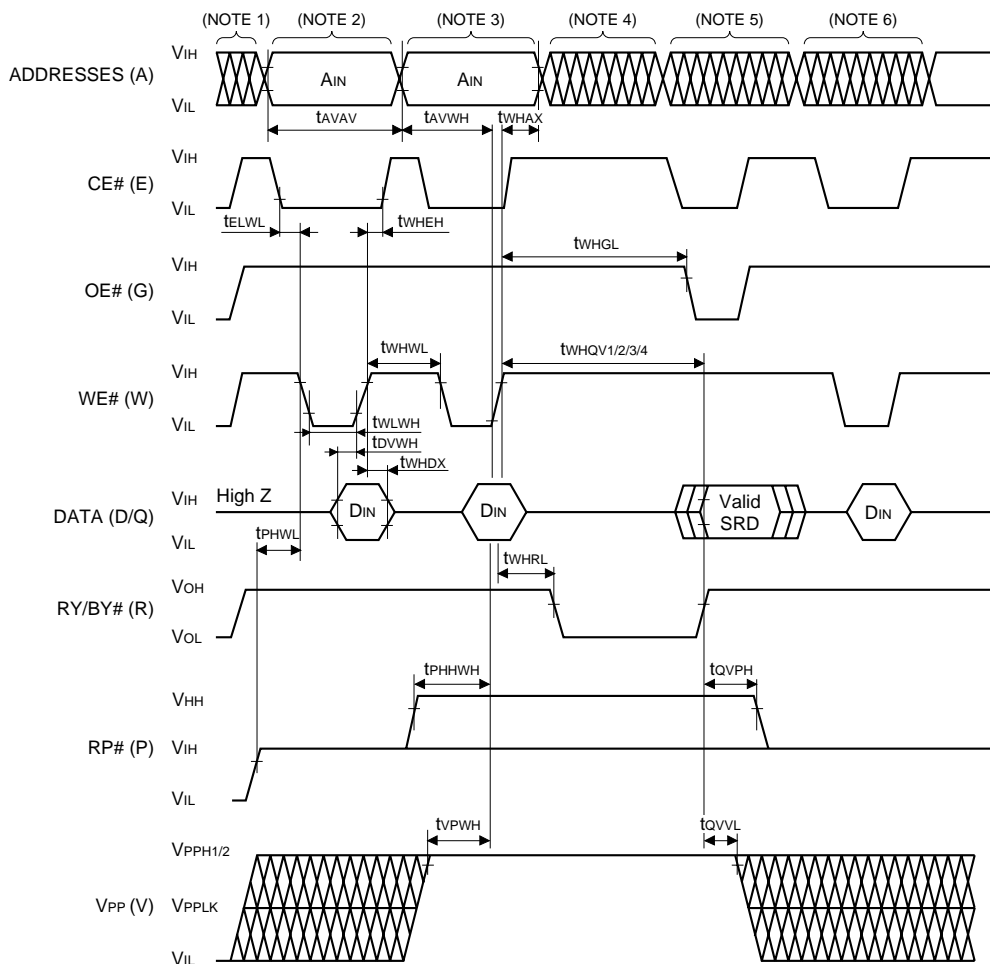 (NOTE 1) (NOTE 2) (NOTE 3) (NOTE 4) (NOTE 5) (NOTE 6)
ADDRESSES (A)
VIH
VIL
AIN AIN
tAVAV tAVWH tWHAX
CE# (E)
VIH
VIL
tELWL tWHEH
OE# (G)
VIH
VIL
tWHGL
WE# (W)
VIH
VIL
tWHWL tWHQV1/2/3/4
tWLWH
tDVWH
tWHDX
DATA (D/Q)
VIH
VIL
High Z
DIN DIN
Valid
SRD
DIN
tPHWL
tWHRL
RY/BY# (R)
VOH
VOL
tPHHWH tQVPH
RP# (P)
VHH
VIH
VIL
tVPWH tQVVL
VPP (V)
VPPH1/2
VPPLK
VIL